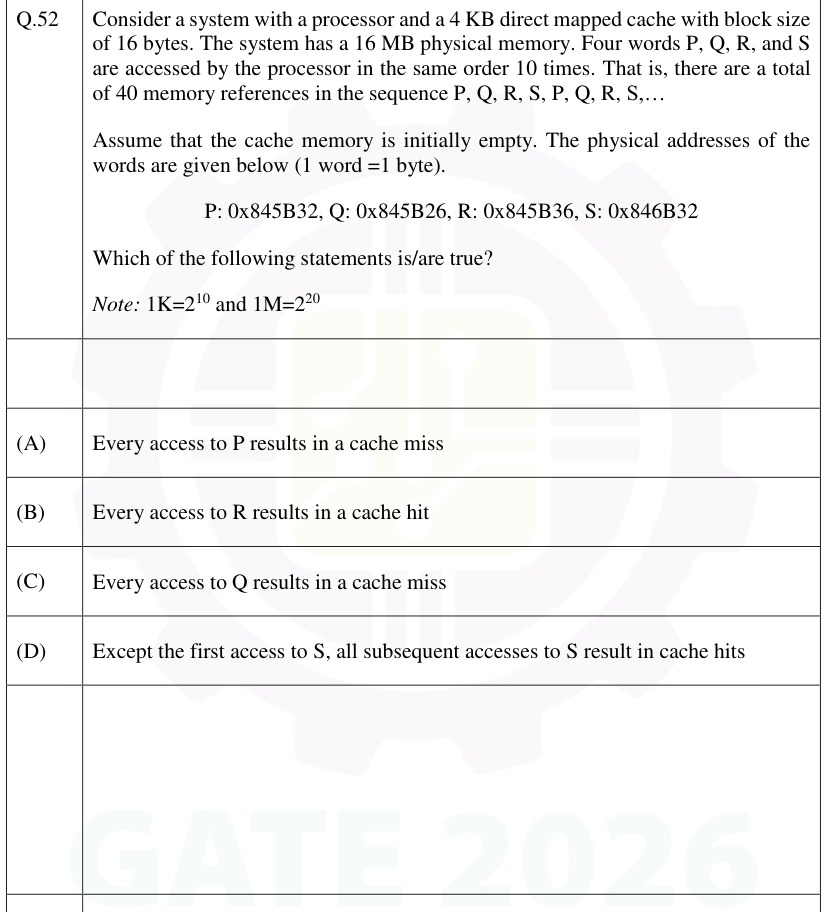 Q.52 Consider a system with a processor and a 4 KB direct mapped cache with block size
of 16 bytes. The system has a 16 MB physical memory. Four words P, Q, R, and S
are accessed by the processor in the same order 10 times. That is, there are a total
of 40 memory references in the sequence P, Q, R, S, P, Q, R, S,…
Assume that the cache memory is initially empty. The physical addresses of the
words are given below (1 word =1 byte).
P: 0x845B32, Q: 0x845B26, R: 0x845B36, S: 0x846B32
Which of the following statements is/are true?
Note: 1K=2¹⁰ and 1M=2²⁰
(A) Every access to P results in a cache miss
(B) Every access to R results in a cache hit
(C) Every access to Q results in a cache miss
(D) Except the first access to S, all subsequent accesses to S result in cache hits
GATE 2026